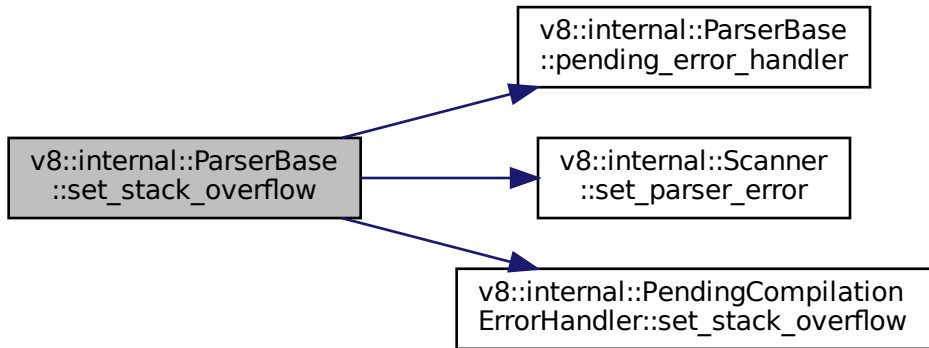 v8::internal::ParserBase
::set_stack_overflow
v8::internal::ParserBase
::pending_error_handler
v8::internal::Scanner
::set_parser_error
v8::internal::PendingCompilation
ErrorHandler::set_stack_overflow